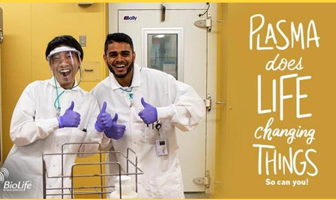 PLASMA
does
LIFE
changing
THINGS
So can you!
BioLife